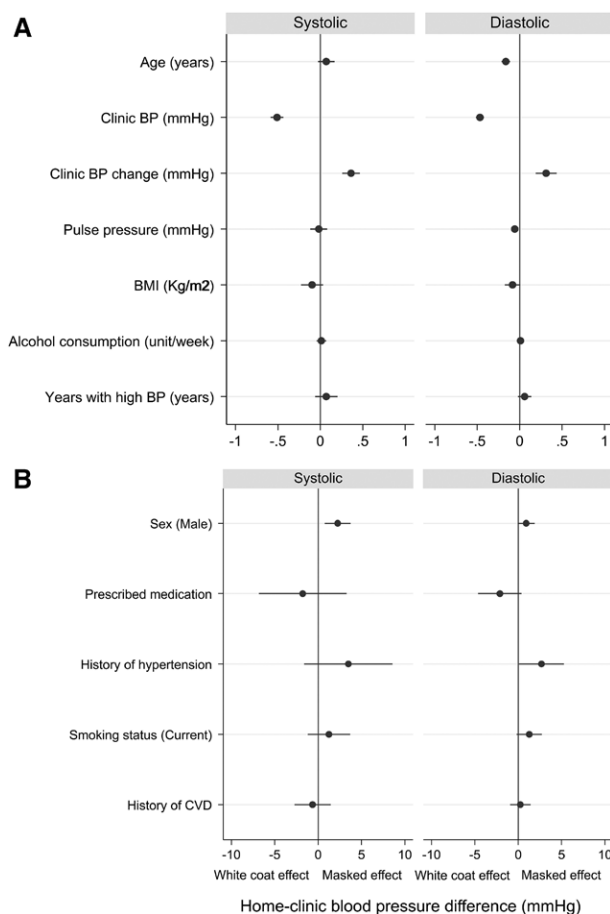 A
Systolic Diastolic
Age (years)
Clinic BP (mmHg)
Clinic BP change (mmHg)
Pulse pressure (mmHg)
BMI (Kg/m2)
Alcohol consumption (unit/week)
Years with high BP (years)
-1 -.5 0 .5 1 -1 -.5 0 .5 1
B
Systolic Diastolic
Sex (Male)
Prescribed medication
History of hypertension
Smoking status (Current)
History of CVD
-10 -5 0 5 10 -10 -5 0 5 10
White coat effect Masked effect White coat effect Masked effect
Home-clinic blood pressure difference (mmHg)